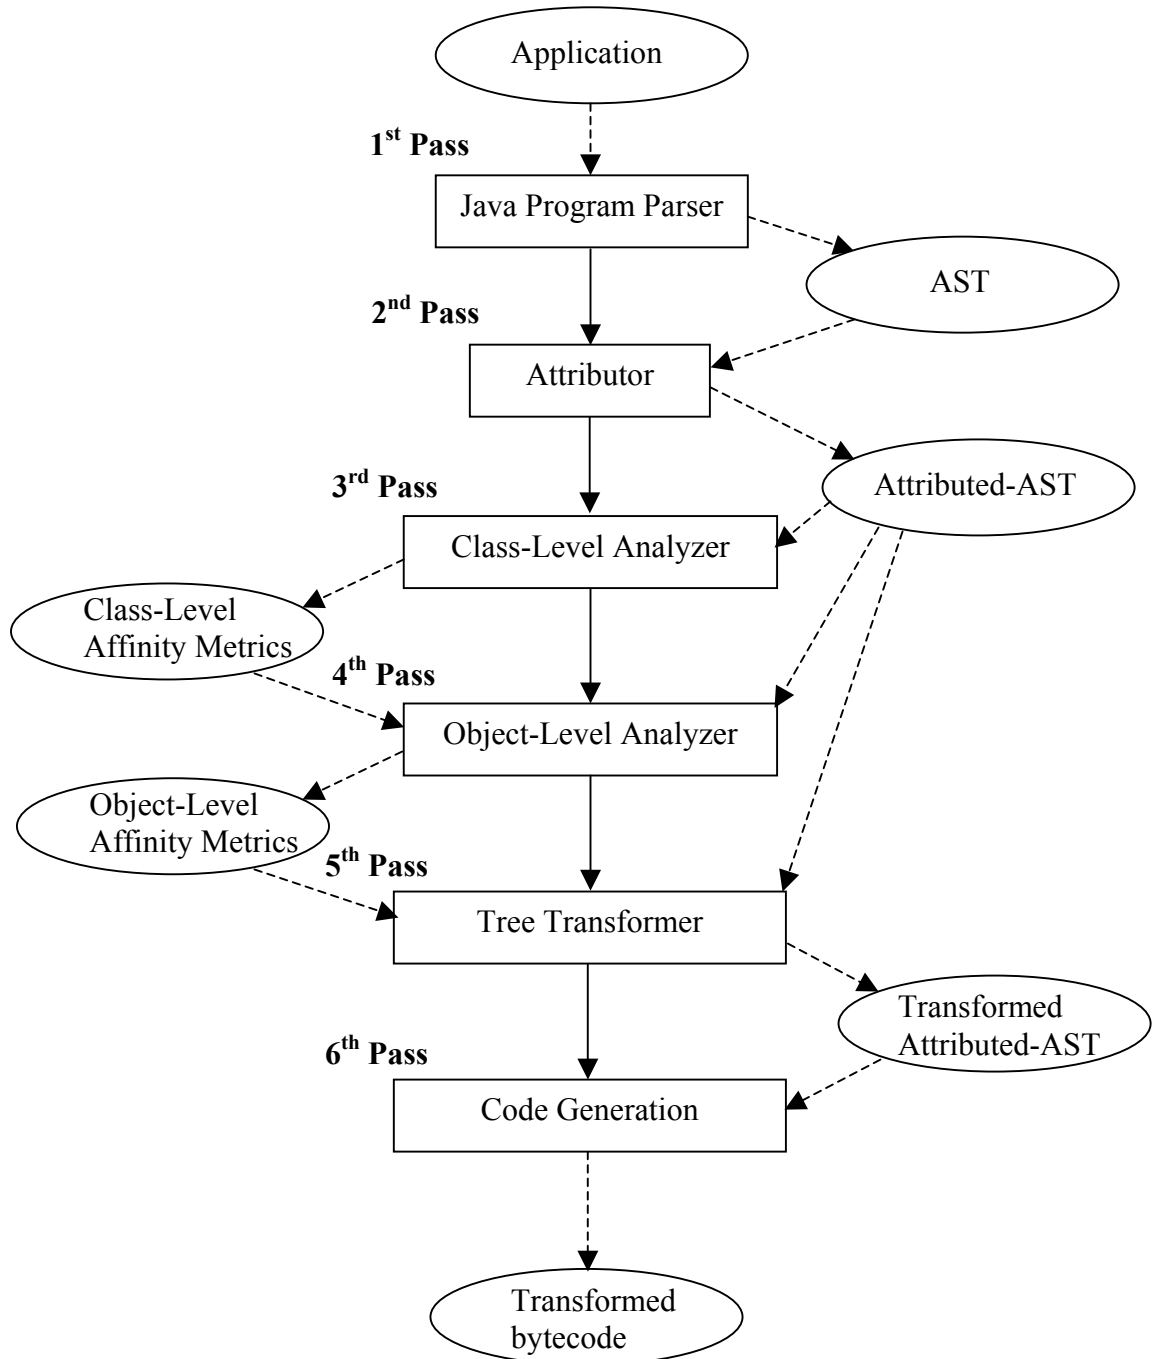 Application
1st Pass
Java Program Parser
AST
2nd Pass
Attributor
Attributed-AST
3rd Pass
Class-Level Analyzer
Class-Level
Affinity Metrics
4th Pass
Object-Level Analyzer
Object-Level
Affinity Metrics
5th Pass
Tree Transformer
Transformed
Attributed-AST
6th Pass
Code Generation
Transformed
bytecode